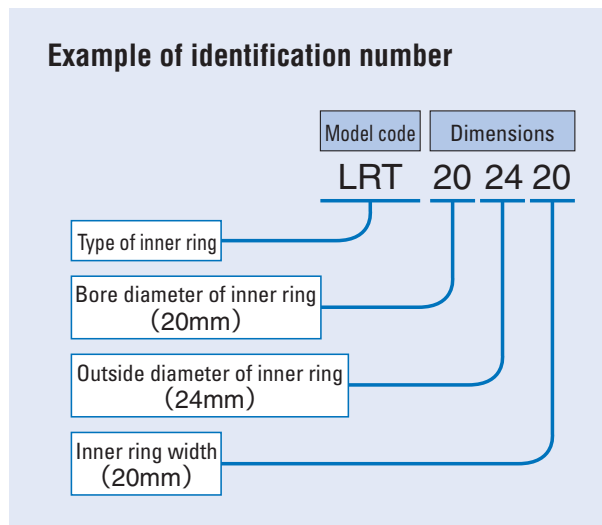 Example of identification number
Model code Dimensions
LRT 20 24 20
Type of inner ring
Bore diameter of inner ring
(20mm)
Outside diameter of inner ring
(24mm)
Inner ring width
(20mm)